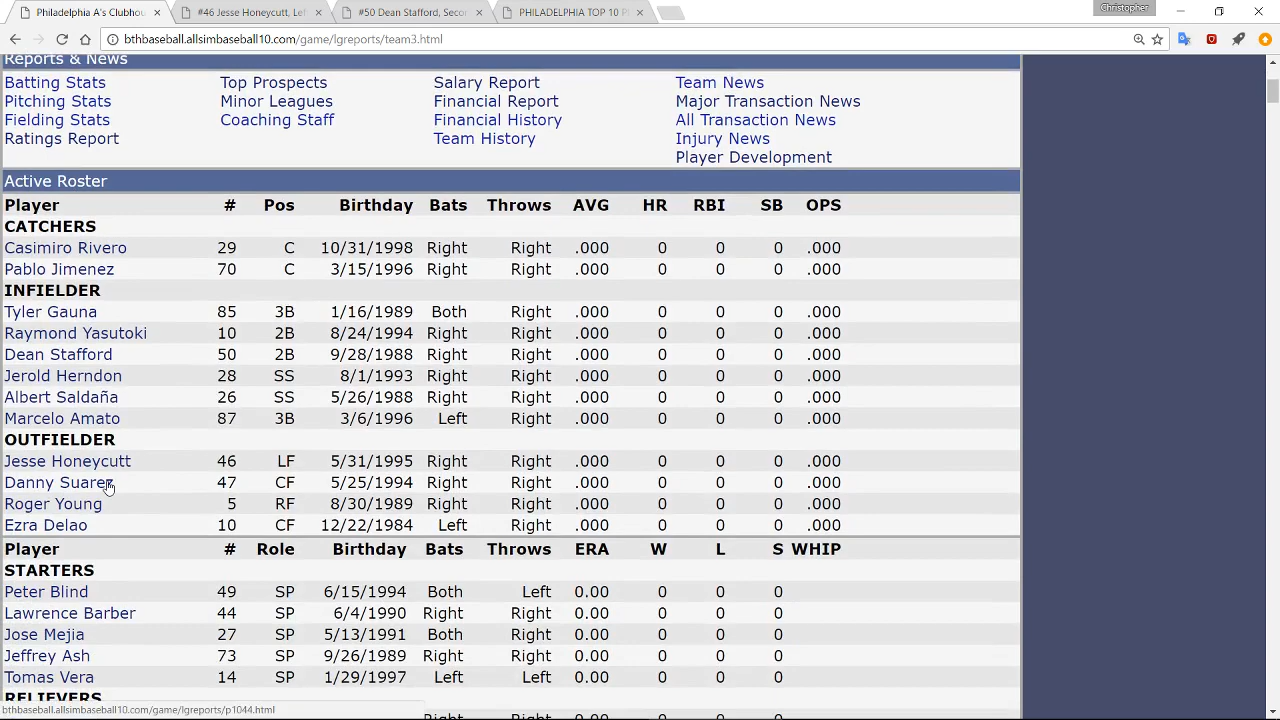 Philadelphia A's Clubhou
#46 Jesse Honeycutt, Lef
#50 Dean Stafford, Seco
PHILADELPHIA TOP 10 P
Christopher
bthbaseball.allsimbaseball10.com/game/lgreports/team3.html
Reports & News
Batting Stats Top Prospects Salary Report Team News
Pitching Stats Minor Leagues Financial Report Major Transaction News
Fielding Stats Coaching Staff Financial History All Transaction News
Ratings Report Team History Injury News
Player Development
Active Roster
Player # Pos Birthday Bats Throws AVG HR RBI SB OPS
CATCHERS
Casimiro Rivero 29 C 10/31/1998 Right Right .000 0 0 0 .000
Pablo Jimenez 70 C 3/15/1996 Right Right .000 0 0 0 .000
INFIELDER
Tyler Gauna 85 3B 1/16/1989 Both Right .000 0 0 0 .000
Raymond Yasutoki 10 2B 8/24/1994 Right Right .000 0 0 0 .000
Dean Stafford 50 2B 9/28/1988 Right Right .000 0 0 0 .000
Jerold Herndon 28 SS 8/1/1993 Right Right .000 0 0 0 .000
Albert Saldaña 26 SS 5/26/1988 Right Right .000 0 0 0 .000
Marcelo Amato 87 3B 3/6/1996 Left Right .000 0 0 0 .000
OUTFIELDER
Jesse Honeycutt 46 LF 5/31/1995 Right Right .000 0 0 0 .000
Danny Suarez 47 CF 5/25/1994 Right Right .000 0 0 0 .000
Roger Young 5 RF 8/30/1989 Right Right .000 0 0 0 .000
Ezra Delao 10 CF 12/22/1984 Left Right .000 0 0 0 .000
Player # Role Birthday Bats Throws ERA W L S WHIP
STARTERS
Peter Blind 49 SP 6/15/1994 Both Left 0.00 0 0 0
Lawrence Barber 44 SP 6/4/1990 Right Right 0.00 0 0 0
Jose Mejia 27 SP 5/13/1991 Both Right 0.00 0 0 0
Jeffrey Ash 73 SP 9/26/1989 Right Right 0.00 0 0 0
Tomas Vera 14 SP 1/29/1997 Left Left 0.00 0 0 0
RELIEVERS
Right Right 0.00 0 0 0
bthbaseball.allsimbaseball10.com/game/lgreports/p1044.html